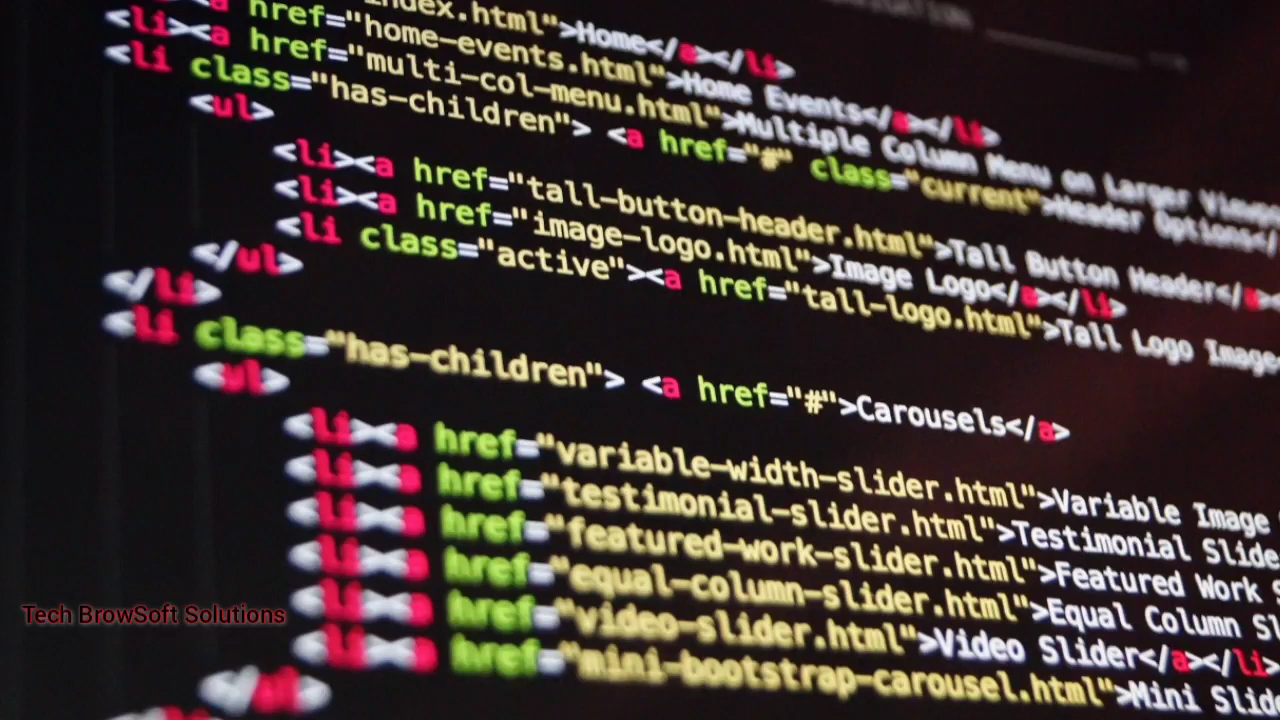 index.html">Home</a></li>
<li><a href="home-events.html">Home Events</a></li>
<li><a href="multi-col-menu.html">Multiple Column Menu on Larger
<li class="has-children"> <a href="#" class="current">Header Options</
<ul>
<li><a href="tall-button-header.html">Tall Button Header</a><
<li><a href="image-logo.html">Image Logo</a></li>
<li class="active"><a href="tall-logo.html">Tall Logo Image
</ul>
</li>
<li class="has-children"> <a href="#">Carousels</a>
<ul>
<li><a href="variable-width-slider.html">Variable Image
<li><a href="testimonial-slider.html">Testimonial Slide
<li><a href="featured-work-slider.html">Featured Work S
<li><a href="equal-column-slider.html">Equal Column Sl
<li><a href="video-slider.html">Video Slider</a></li>
<li><a href="mini-bootstrap-carousel.html">Mini Slid
</ul>
Tech BrowSoft Solutions